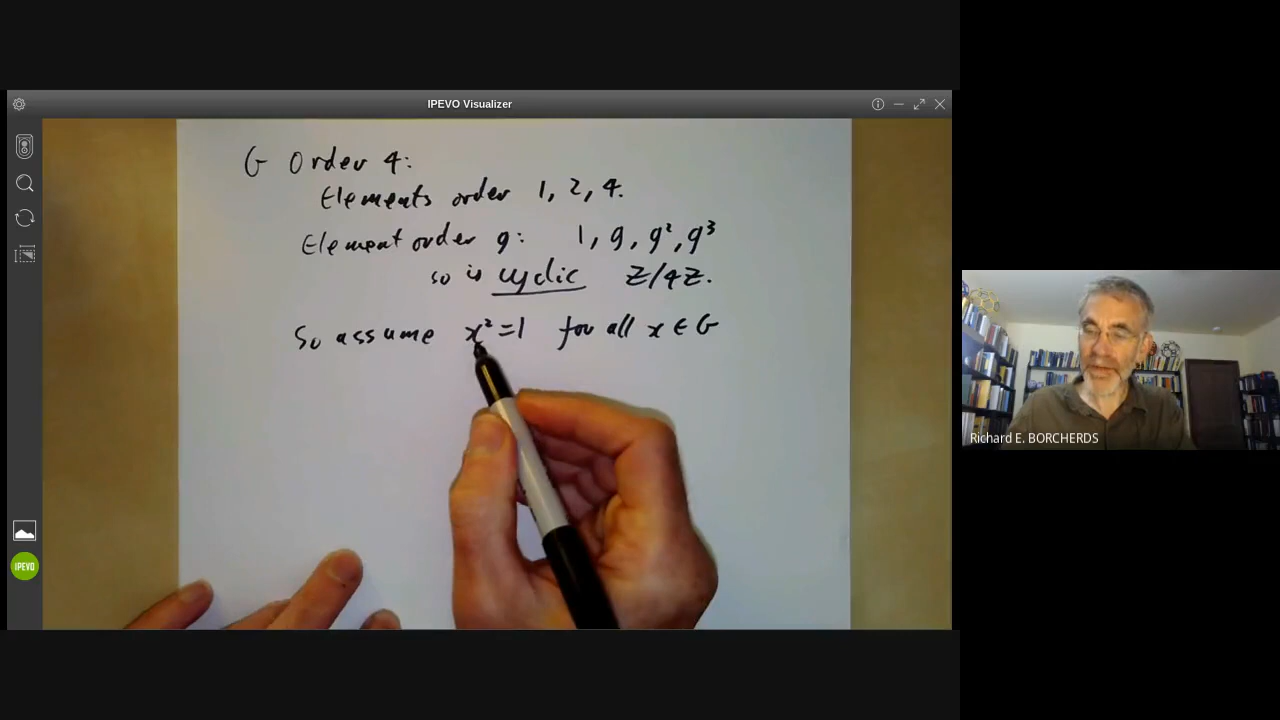 IPEVO Visualizer
G Order 4:
Elements order 1, 2, 4.
Element order 4: 1, g, g², g³
so is cyclic Z/4Z.
So assume x²=1 for all x ∈ G
Richard E. BORCHERDS
IPEVO